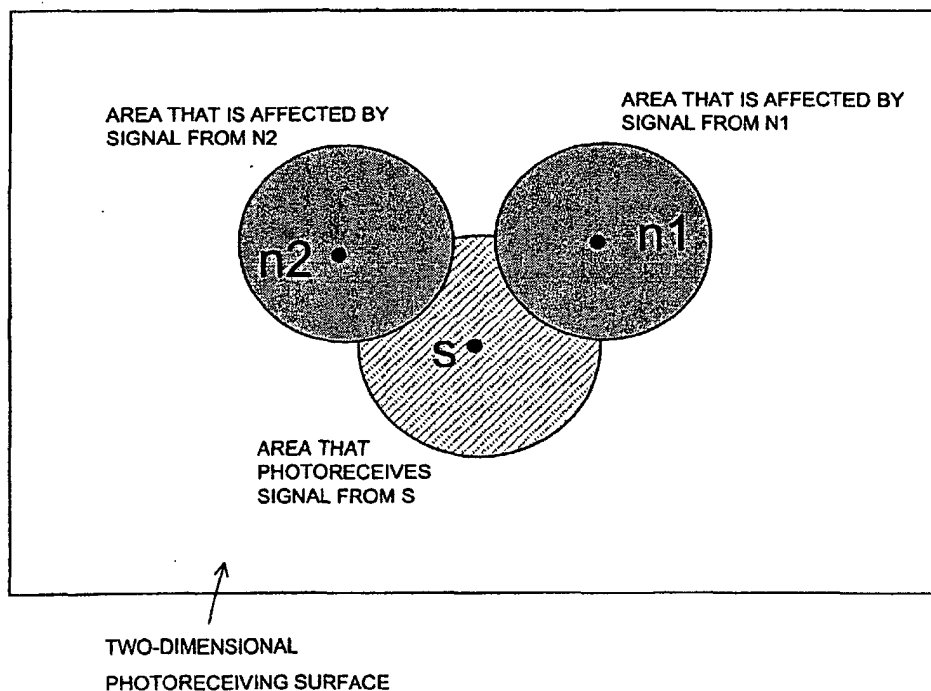 AREA THAT IS AFFECTED BY
SIGNAL FROM N2
AREA THAT IS AFFECTED BY
SIGNAL FROM N1
n2
n1
S
AREA THAT
PHOTORECEIVES
SIGNAL FROM S
TWO-DIMENSIONAL
PHOTORECEIVING SURFACE